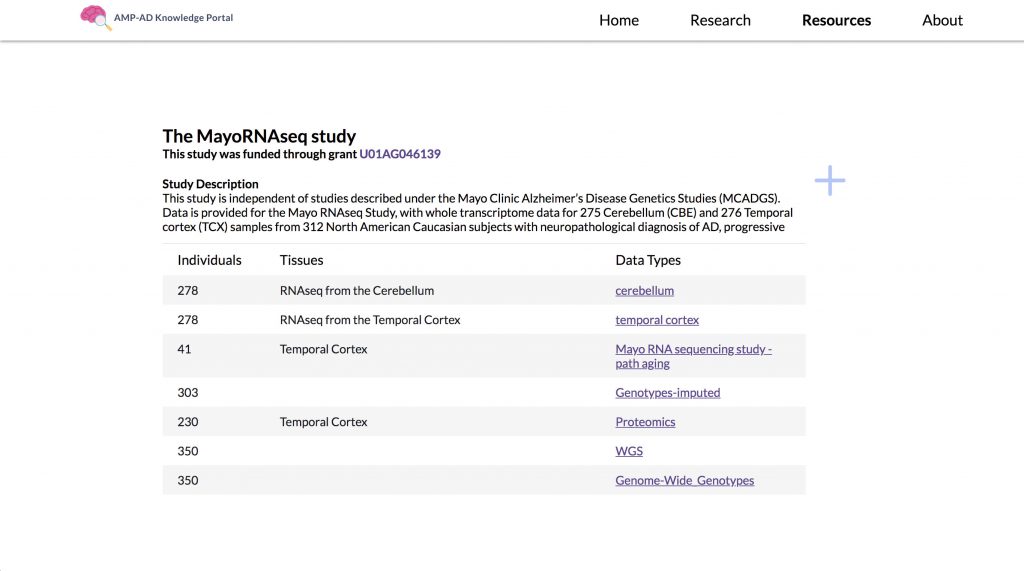 AMP-AD Knowledge Portal
Home Research Resources About
The MayoRNAseq study
This study was funded through grant U01AG046139
Study Description
This study is independent of studies described under the Mayo Clinic Alzheimer's Disease Genetics Studies (MCADGS).
Data is provided for the Mayo RNAseq Study, with whole transcriptome data for 275 Cerebellum (CBE) and 276 Temporal
cortex (TCX) samples from 312 North American Caucasian subjects with neuropathological diagnosis of AD, progressive
Individuals Tissues Data Types
278 RNAseq from the Cerebellum cerebellum
278 RNAseq from the Temporal Cortex temporal cortex
41 Temporal Cortex Mayo RNA sequencing study -
path aging
303 Genotypes-imputed
230 Temporal Cortex Proteomics
350 WGS
350 Genome-Wide_Genotypes